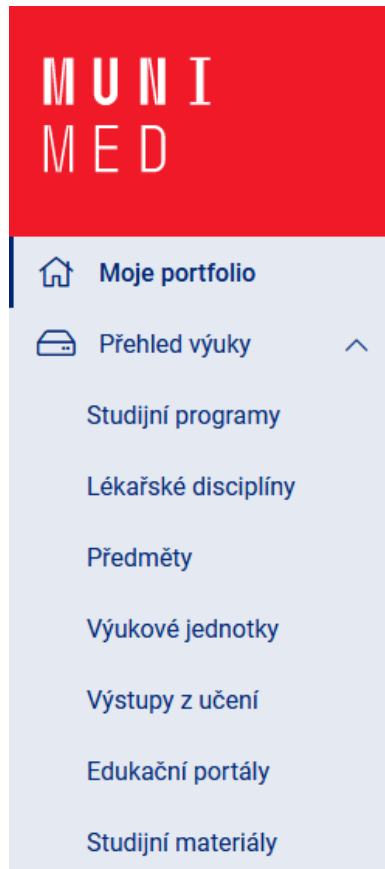 MUNI
MED
Moje portfolio
Přehled výuky
Studijní programy
Lékařské disciplíny
Předměty
Výukové jednotky
Výstupy z učení
Edukační portály
Studijní materiály